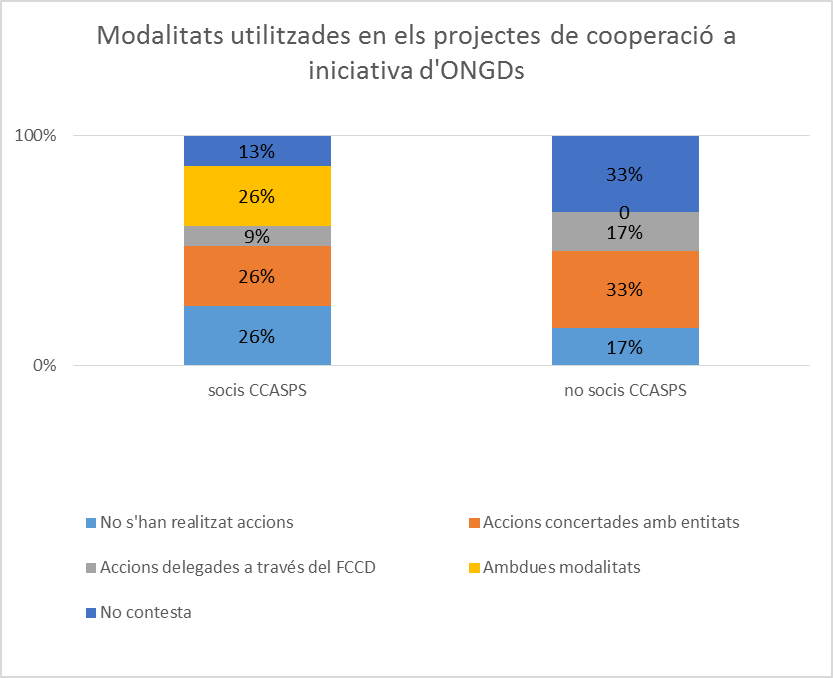 Modalitats utilitzades en els projectes de cooperació a
iniciativa d'ONGDs
100%
13%
33%
26%
0
9%
17%
26%
33%
26%
17%
0%
socis CCASPS
no socis CCASPS
No s'han realitzat accions
Accions concertades amb entitats
Accions delegades a través del FCCD
Ambdues modalitats
No contesta